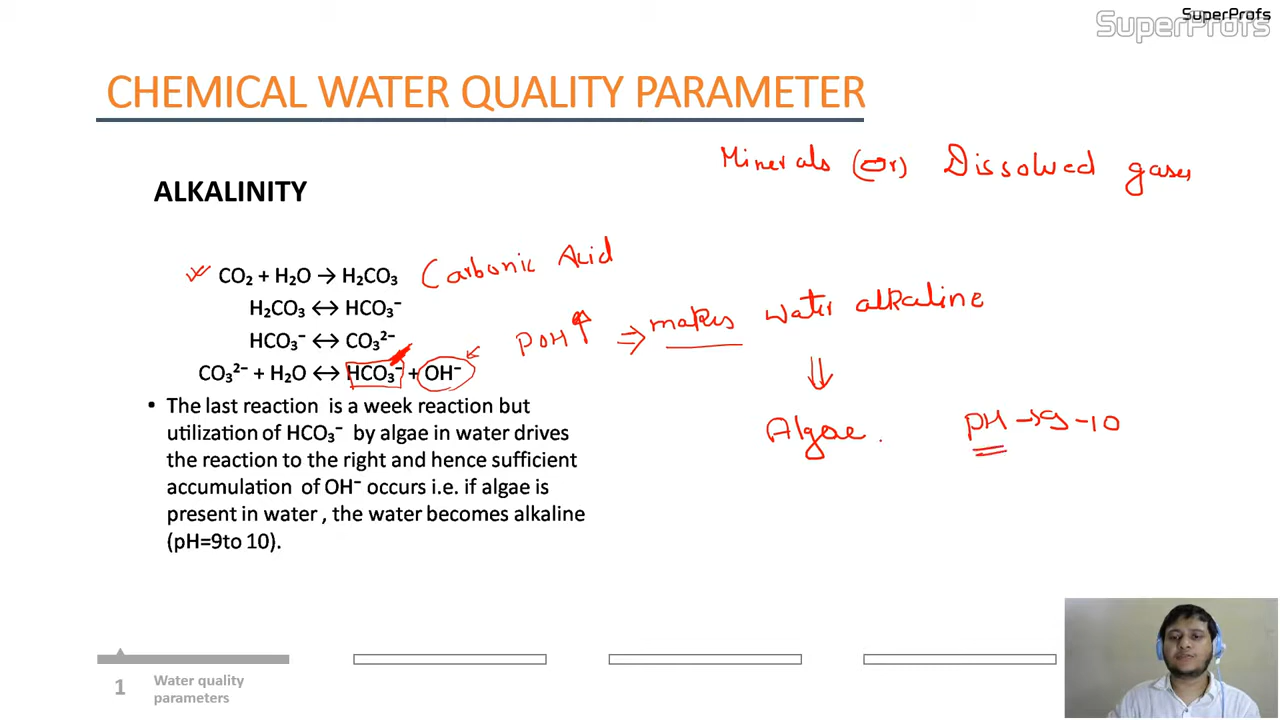 SuperProfs
SuperProfs
CHEMICAL WATER QUALITY PARAMETER
Minerals (or) Dissolved gases
ALKALINITY
CO₂ + H₂O → H₂CO₃ Carbonic Acid
H₂CO₃ ↔ HCO₃⁻
HCO₃⁻ ↔ CO₃²⁻ POH↑ ⇒ makes water alkaline
CO₃²⁻ + H₂O ↔ HCO₃⁻ + OH⁻
⇓
Algae. pH → 9-10
• The last reaction is a week reaction but
utilization of HCO₃⁻ by algae in water drives
the reaction to the right and hence sufficient
accumulation of OH⁻ occurs i.e. if algae is
present in water , the water becomes alkaline
(pH=9to 10).
1
Water quality
parameters